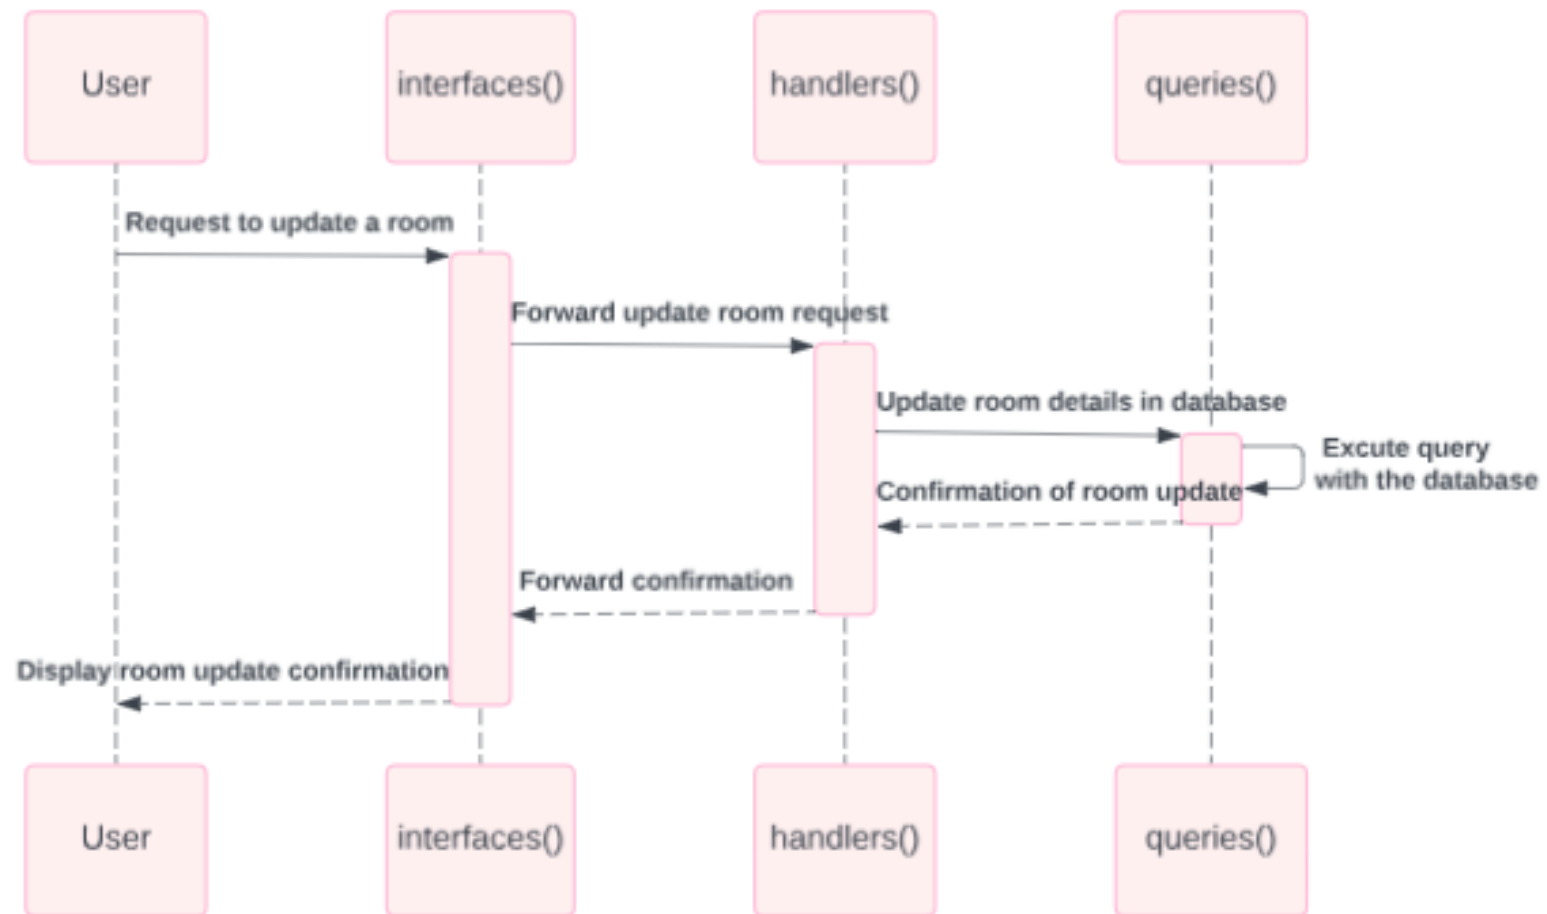 User
interfaces()
handlers()
queries()
Request to update a room
Forward update room request
Update room details in database
Excute query
with the database
Confirmation of room update
Forward confirmation
Display room update confirmation
User
interfaces()
handlers()
queries()